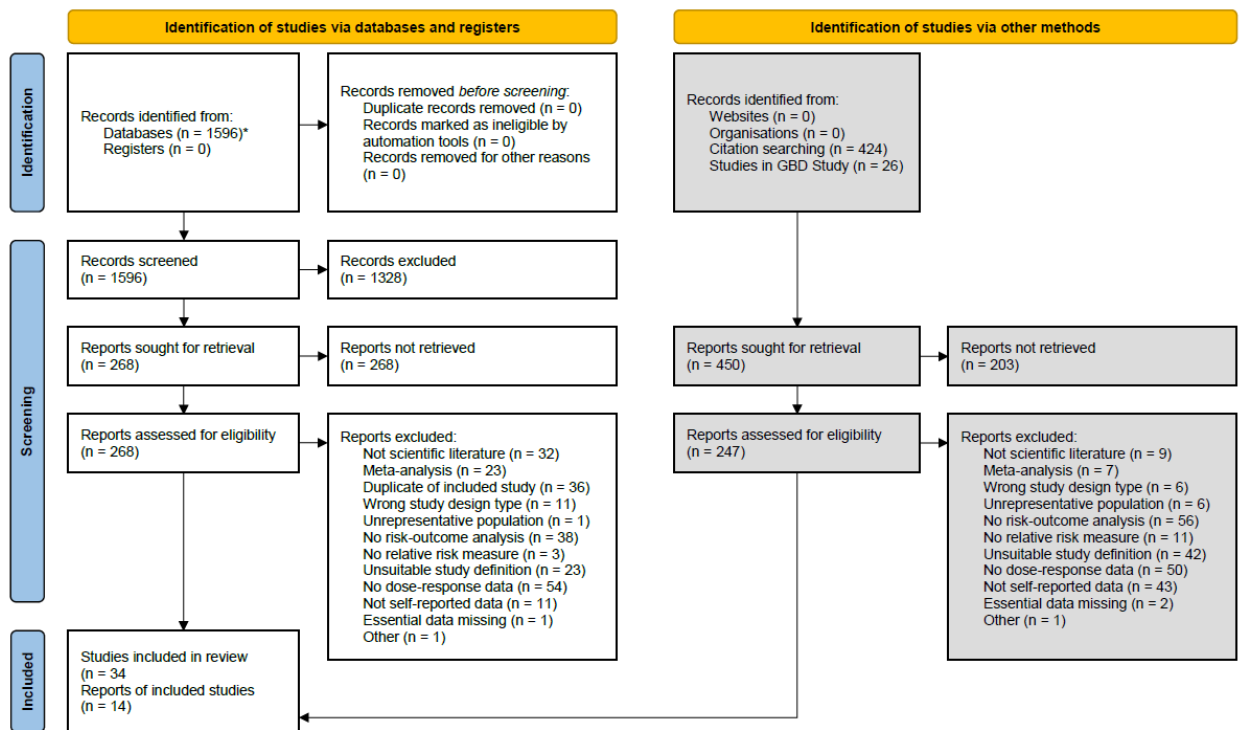 Identification of studies via databases and registers
Identification of studies via other methods
Identification
Records identified from:
Databases (n = 1596)*
Registers (n = 0)
Records removed before screening:
Duplicate records removed (n = 0)
Records marked as ineligible by
automation tools (n = 0)
Records removed for other reasons
(n = 0)
Records identified from:
Websites (n = 0)
Organisations (n = 0)
Citation searching (n = 424)
Studies in GBD Study (n = 26)
Screening
Records screened
(n = 1596)
Records excluded
(n = 1328)
Reports sought for retrieval
(n = 268)
Reports not retrieved
(n = 268)
Reports sought for retrieval
(n = 450)
Reports not retrieved
(n = 203)
Reports assessed for eligibility
(n = 268)
Reports excluded:
Not scientific literature (n = 32)
Meta-analysis (n = 23)
Duplicate of included study (n = 36)
Wrong study design type (n = 11)
Unrepresentative population (n = 1)
No risk-outcome analysis (n = 38)
No relative risk measure (n = 3)
Unsuitable study definition (n = 23)
No dose-response data (n = 54)
Not self-reported data (n = 11)
Essential data missing (n = 1)
Other (n = 1)
Reports assessed for eligibility
(n = 247)
Reports excluded:
Not scientific literature (n = 9)
Meta-analysis (n = 7)
Wrong study design type (n = 6)
Unrepresentative population (n = 6)
No risk-outcome analysis (n = 56)
No relative risk measure (n = 11)
Unsuitable study definition (n = 42)
No dose-response data (n = 50)
Not self-reported data (n = 43)
Essential data missing (n = 2)
Other (n = 1)
Included
Studies included in review
(n = 34
Reports of included studies
(n = 14)